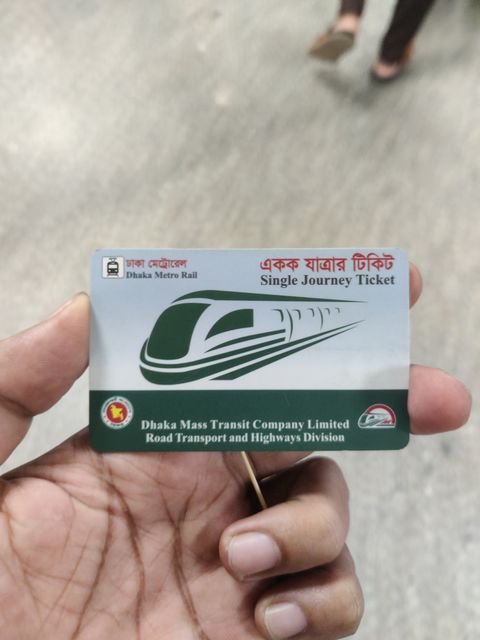 ঢাকা মেট্রোরেল
Dhaka Metro Rail
একক যাত্রার টিকিট
Single Journey Ticket
Dhaka Mass Transit Company Limited
Road Transport and Highways Division